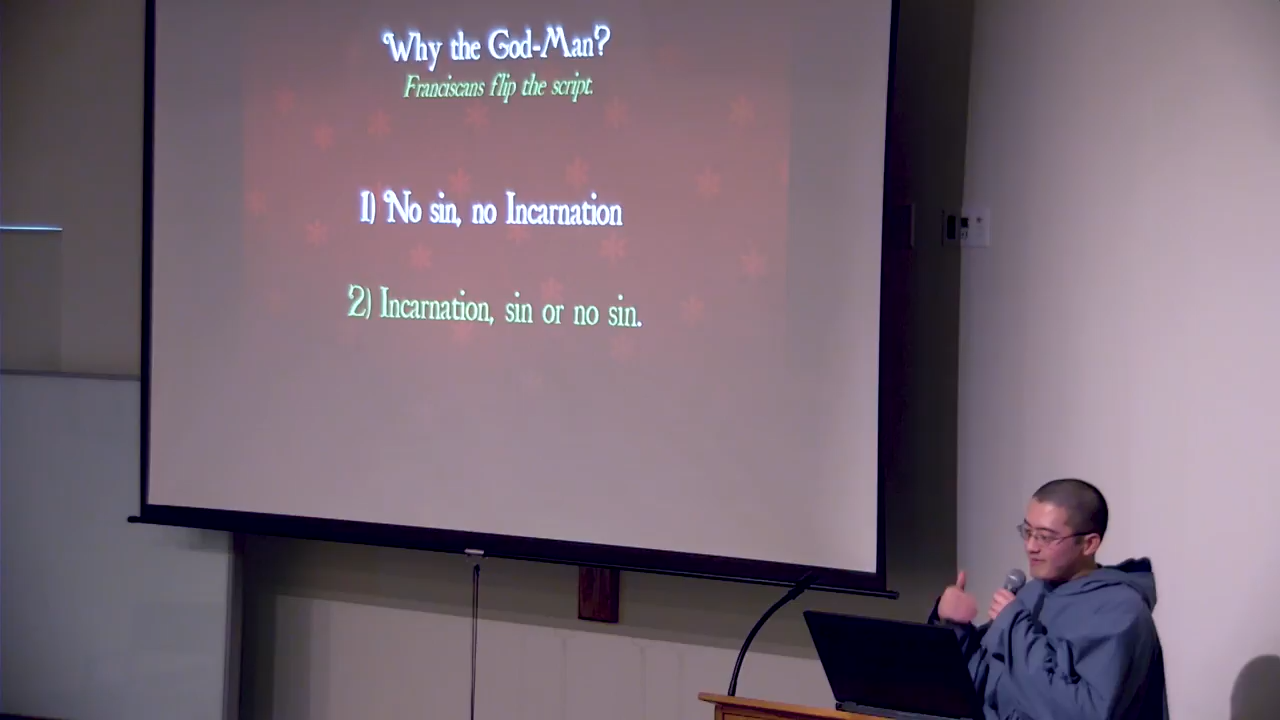 Why the God-Man?
Franciscans flip the script.
1) No sin, no Incarnation
2) Incarnation, sin or no sin.